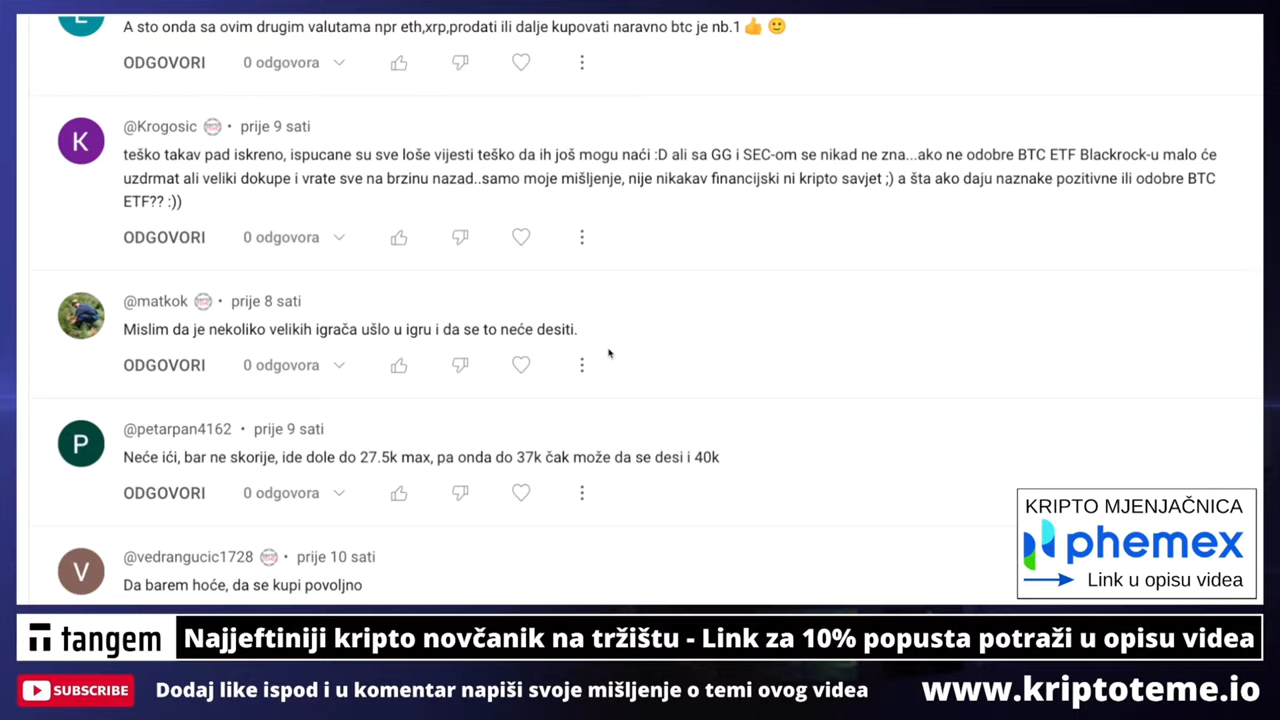 A sto onda sa ovim drugim valutama npr eth,xrp,prodati ili dalje kupovati naravno btc je nb.1 👍 🙂
ODGOVORI 0 odgovora
K
@Krogosic • prije 9 sati
teško takav pad iskreno, ispucane su sve loše vijesti teško da ih još mogu naći :D ali sa GG i SEC-om se nikad ne zna...ako ne odobre BTC ETF Blackrock-u malo će
uzdrmat ali veliki dokupe i vrate sve na brzinu nazad..samo moje mišljenje, nije nikakav financijski ni kripto savjet ;) a šta ako daju naznake pozitivne ili odobre BTC
ETF?? :))
ODGOVORI 0 odgovora
@matkok • prije 8 sati
Mislim da je nekoliko velikih igrača ušlo u igru i da se to neće desiti.
ODGOVORI 0 odgovora
P
@petarpan4162 • prije 9 sati
Neće ići, bar ne skorije, ide dole do 27.5k max, pa onda do 37k čak može da se desi i 40k
ODGOVORI 0 odgovora
V
@vedrangucic1728 • prije 10 sati
Da barem hoće, da se kupi povoljno
KRIPTO MJENJAČNICA
phemex
Link u opisu videa
tangem Najjeftiniji kripto novčanik na tržištu - Link za 10% popusta potraži u opisu videa
SUBSCRIBE Dodaj like ispod i u komentar napiši svoje mišljenje o temi ovog videa www.kriptoteme.io